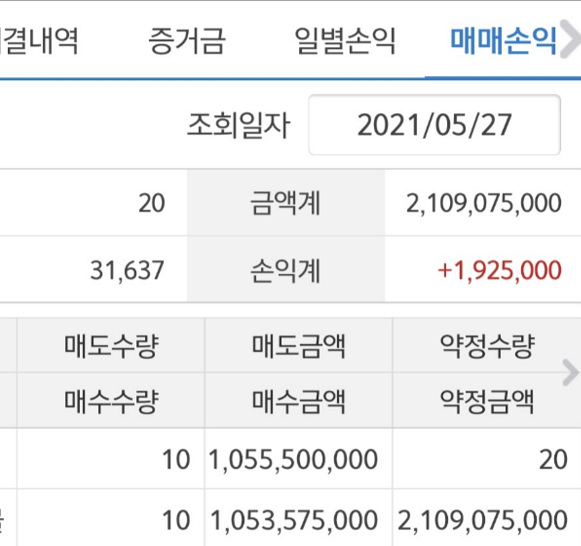 결내역 증거금 일별손익 매매손익
조회일자 2021/05/27
20 금액계 2,109,075,000
31,637 손익계 +1,925,000
매도수량 매도금액 약정수량
매수수량 매수금액 약정금액
10 1,055,500,000 20
10 1,053,575,000 2,109,075,000